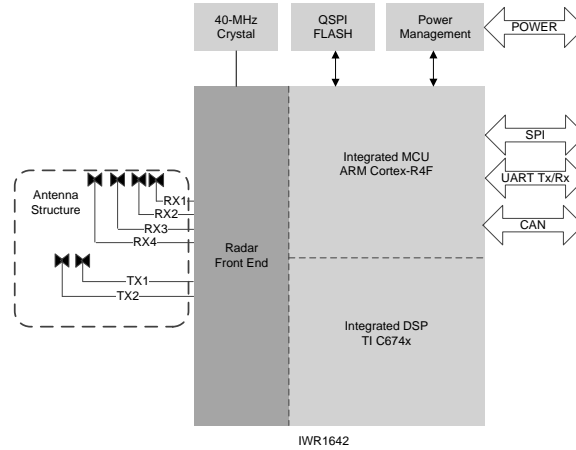 40-MHz
Crystal
QSPI
FLASH
Power
Management
POWER
Integrated MCU
ARM Cortex-R4F
SPI
UART Tx/Rx
CAN
Antenna
Structure
RX1
RX2
RX3
RX4
TX1
TX2
Radar
Front End
Integrated DSP
TI C674x
IWR1642